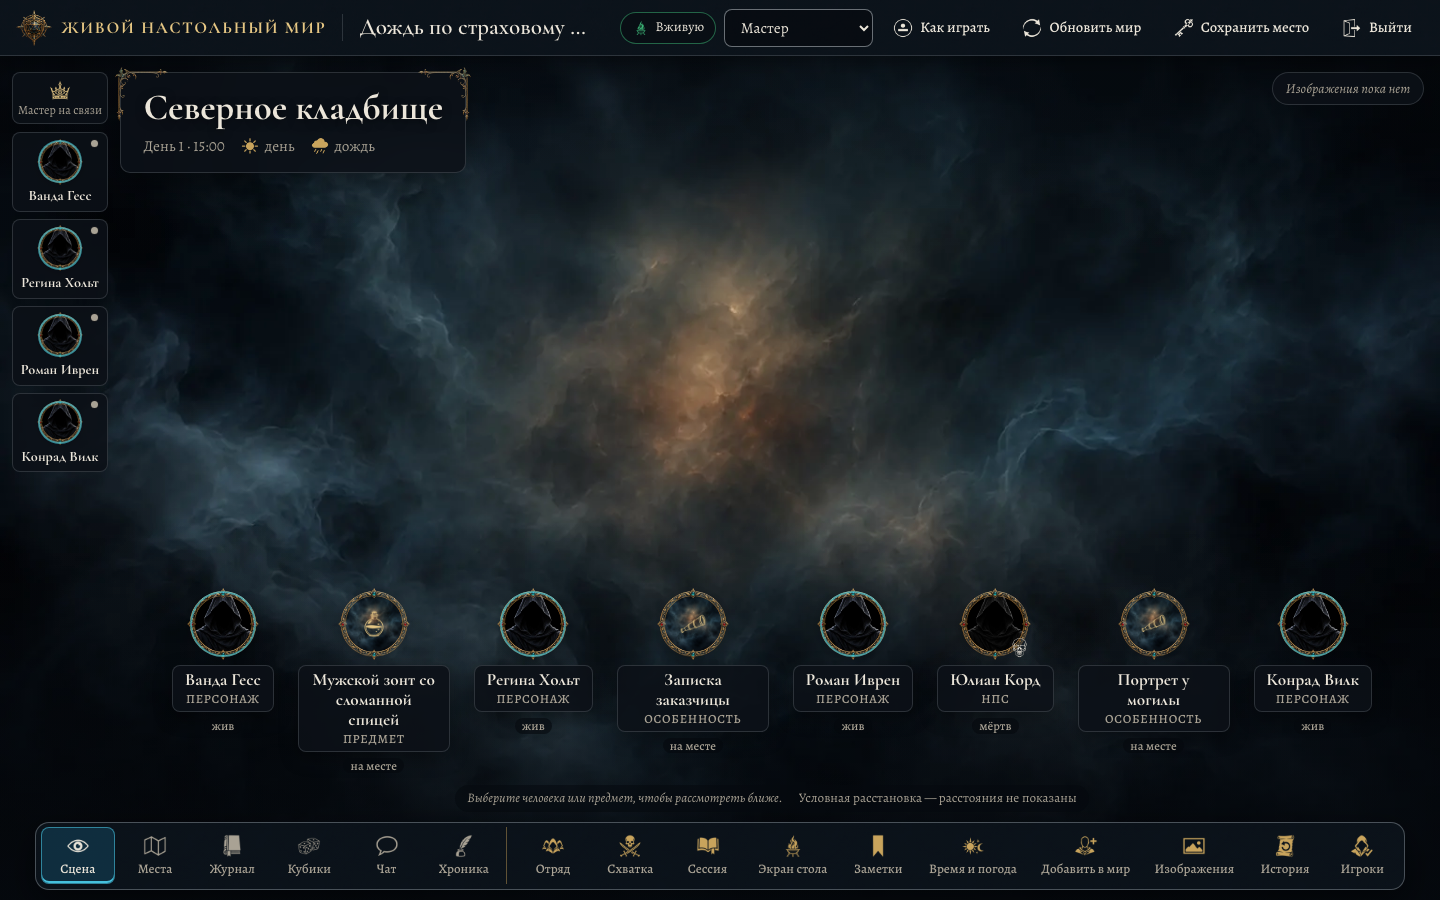 ЖИВОЙ НАСТОЛЬНЫЙ МИР
Дождь по страховому ...
Вживую
Мастер
Как играть
Обновить мир
Сохранить место
Выйти
Мастер на связи
Северное кладбище
День 1 · 15:00 день дождь
Изображения пока нет
Ванда Гесс
Регина Хольт
Роман Иврен
Конрад Вилк
Ванда Гесс
ПЕРСОНАЖ
жив
Мужской зонт со
сломанной
спицей
ПРЕДМЕТ
на месте
Регина Хольт
ПЕРСОНАЖ
жив
Записка
заказчицы
ОСОБЕННОСТЬ
на месте
Роман Иврен
ПЕРСОНАЖ
жив
Юлиан Корд
НПС
мёртв
Портрет у
могилы
ОСОБЕННОСТЬ
на месте
Конрад Вилк
ПЕРСОНАЖ
жив
Выберите человека или предмет, чтобы рассмотреть ближе. Условная расстановка — расстояния не показаны
Сцена
Места
Журнал
Кубики
Чат
Хроника
Отряд
Схватка
Сессия
Экран стола
Заметки
Время и погода
Добавить в мир
Изображения
История
Игроки